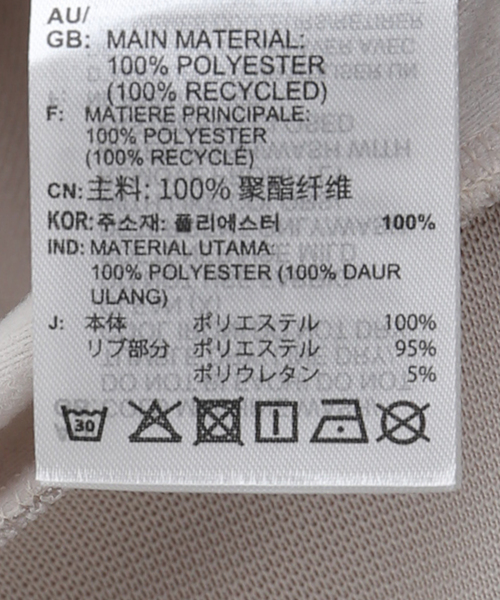 AU/
GB: MAIN MATERIAL:
100% POLYESTER
(100% RECYCLED)
F: MATIERE PRINCIPALE:
100% POLYESTER
(100% RECYCLÉ)
CN: 主料: 100% 聚酯纤维
KOR: 주소재: 폴리에스터 100%
IND: MATERIAL UTAMA:
100% POLYESTER (100% DAUR
ULANG)
J: 本体 ポリエステル 100%
リブ部分 ポリエステル 95%
ポリウレタン 5%
30